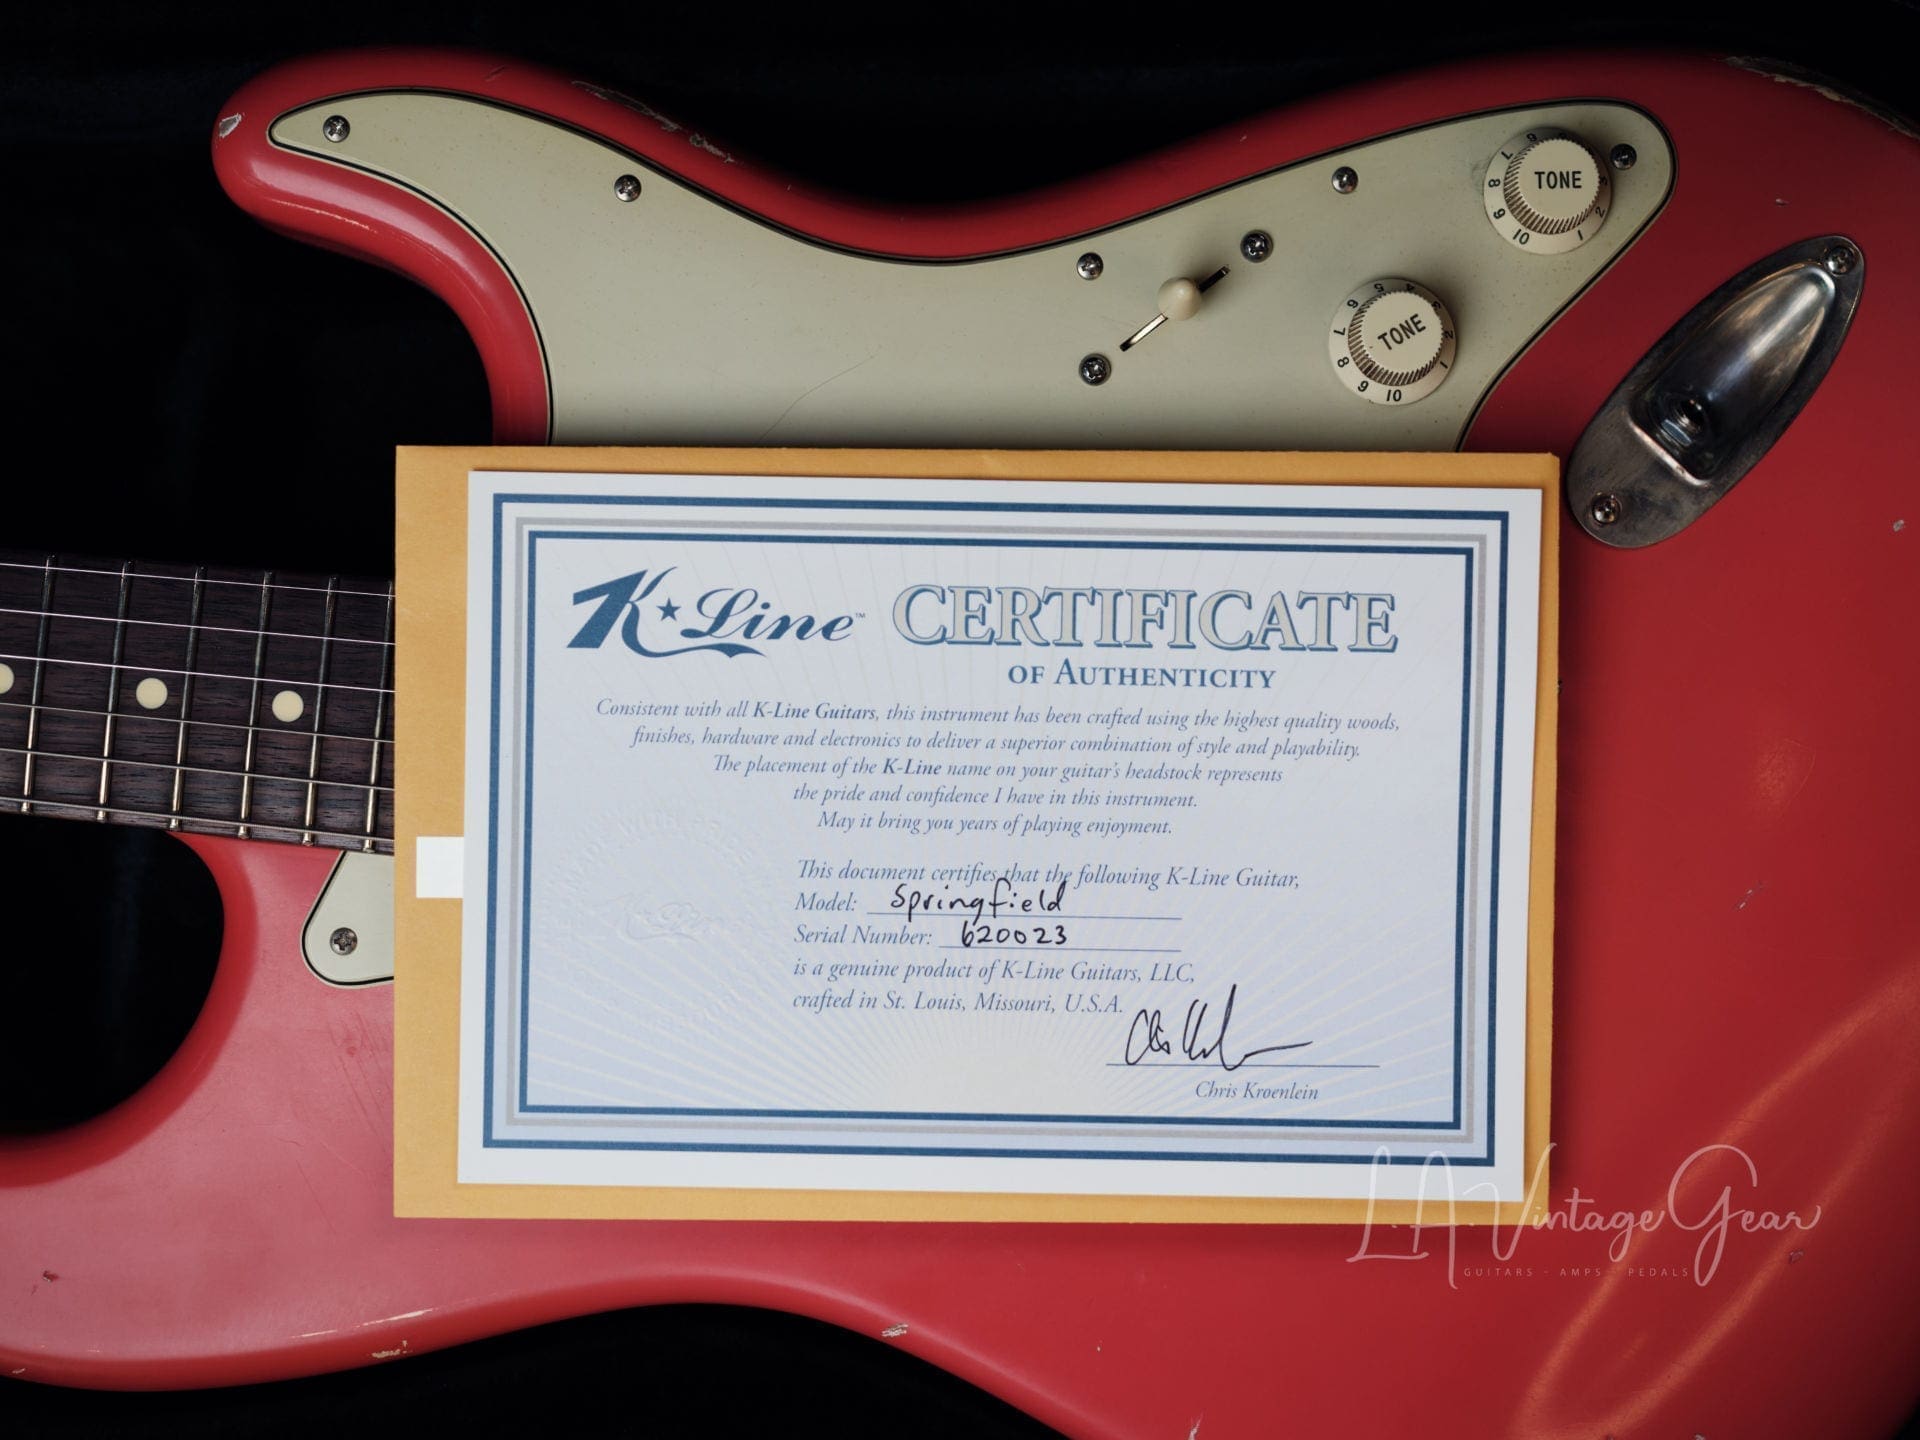 TONE
TONE
K★Line™ CERTIFICATE
OF AUTHENTICITY
Consistent with all K-Line Guitars, this instrument has been crafted using the highest quality woods,
finishes, hardware and electronics to deliver a superior combination of style and playability.
The placement of the K-Line name on your guitar's headstock represents
the pride and confidence I have in this instrument.
May it bring you years of playing enjoyment.
This document certifies that the following K-Line Guitar,
Model: Springfield
Serial Number: 620023
is a genuine product of K-Line Guitars, LLC,
crafted in St. Louis, Missouri, U.S.A.
Chris Kroenlein
L.A. Vintage Gear
GUITARS - AMPS - PEDALS